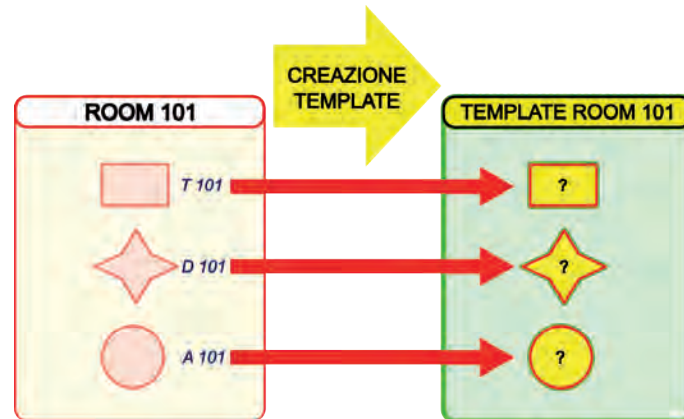 CREAZIONE
TEMPLATE
ROOM 101
TEMPLATE ROOM 101
T 101
?
D 101
?
A 101
?